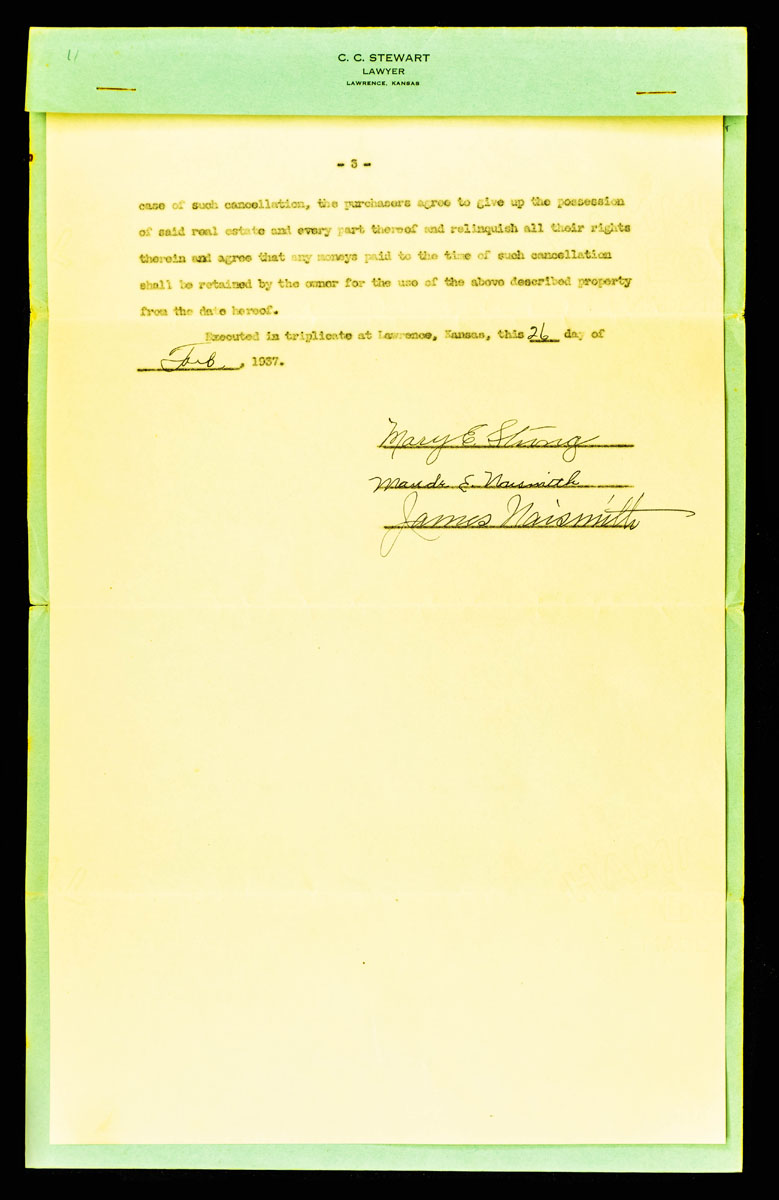 C. C. STEWART
LAWYER
LAWRENCE, KANSAS
- 3 -
case of such cancellation, the purchasers agree to give up the possession
of said real estate and every part thereof and relinquish all their rights
therein and agree that any moneys paid to the time of such cancellation
shall be retained by the owner for the use of the above described property
from the date hereof.
Executed in triplicate at Lawrence, Kansas, this 26 day of
Feb, 1937.
Mary E. Strong
Maude E. Naismith
James Naismith